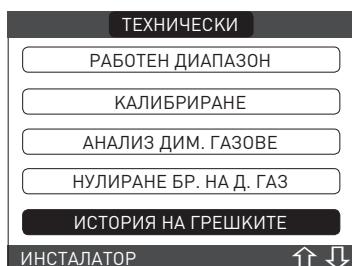 ТЕХНИЧЕСКИ
РАБОТЕН ДИАПАЗОН
КАЛИБРИРАНЕ
АНАЛИЗ ДИМ. ГАЗОВЕ
НУЛИРАНЕ БР. НА Д. ГАЗ
ИСТОРИЯ НА ГРЕШКИТЕ
ИНСТАЛАТОР